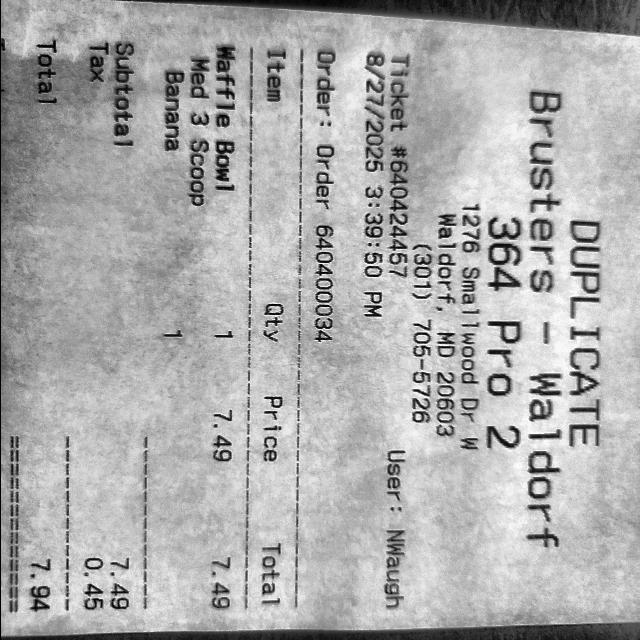 DUPLICATE
Brusters - Waldorf
364 Pro 2
1276 Smallwood Dr W
Waldorf, MD 20603
(301) 705-5726
Ticket #640424457 User: NWaugh
8/27/2025 3:39:50 PM
Order: Order 640400034
Item Qty Price Total
Waffle Bowl 1 7.49 7.49
Med 3 Scoop
Banana 1
Subtotal 7.49
Tax 0.45
Total 7.94